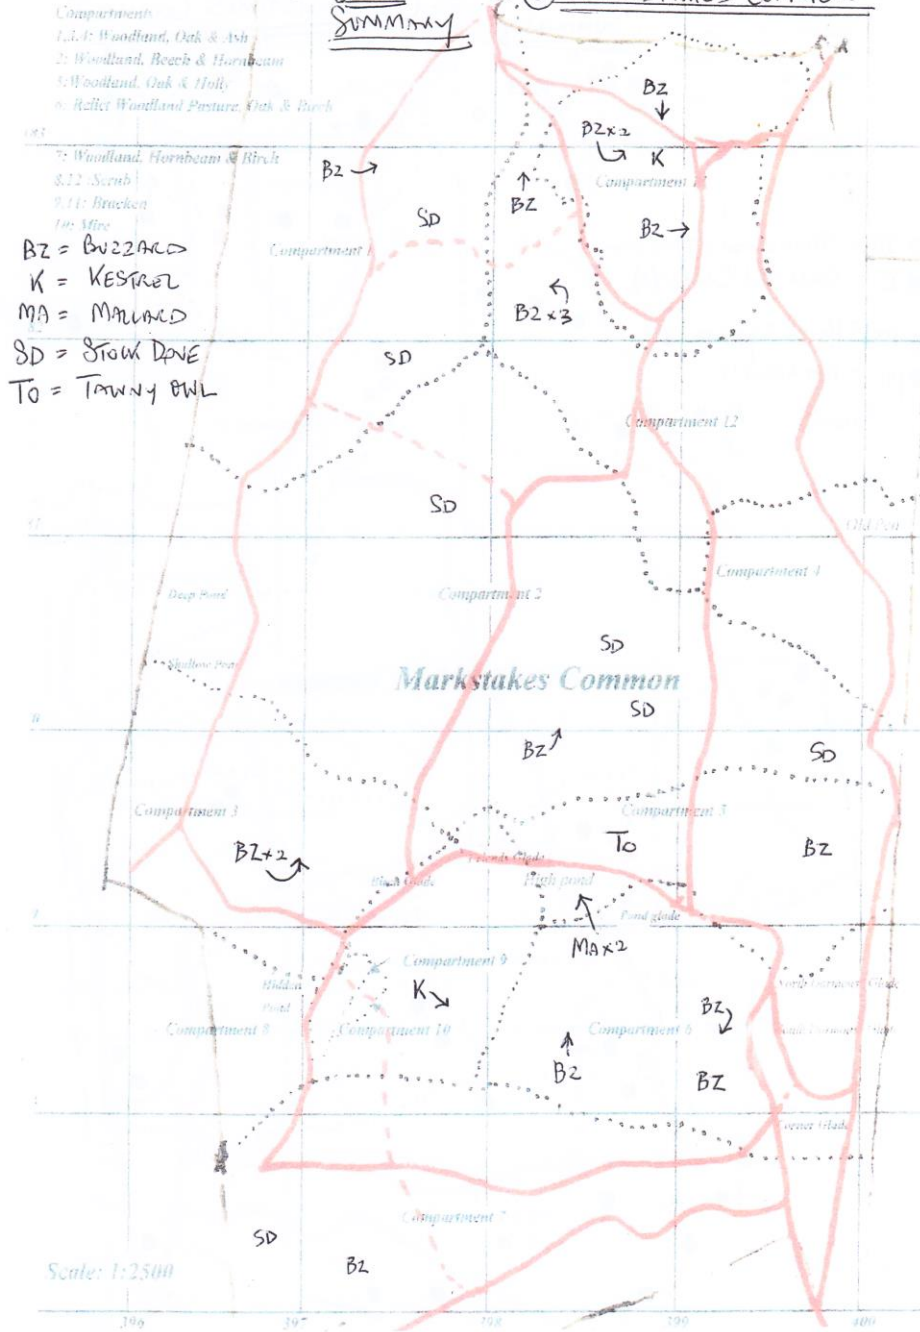 SUMMARY
Compartments
1,3,4: Woodland, Oak & Ash
2: Woodland, Beech & Hornbeam
5: Woodland, Oak & Holly
6: Relict Woodland Pasture, Oak & Birch
7: Woodland, Hornbeam & Birch
8,12: Scrub
9,11: Bracken
10: Mire
BZ = BUZZARD
K = KESTREL
MA = MALLARD
SD = STOCK DOVE
TO = TAWNY OWL
BZ
BZ×2
K
BZ →
Compartment 11
BZ
SD
BZ →
Compartment 1
BZ×3
SD
Compartment 12
SD
Old Pen
Compartment 4
Deep Pond
Compartment 2
SD
Shallow Pond
Markstakes Common
SD
BZ
SD
Compartment 3
Compartment 5
BZ+2
TO
BZ
High pond
Pond glade
MA×2
Compartment 9
K
Hidden
Pond
BZ
Compartment 8
Compartment 10
Compartment 6
BZ
BZ
Corner Glade
Compartment 7
SD
BZ
Scale: 1:2500
396
397
398
399
400